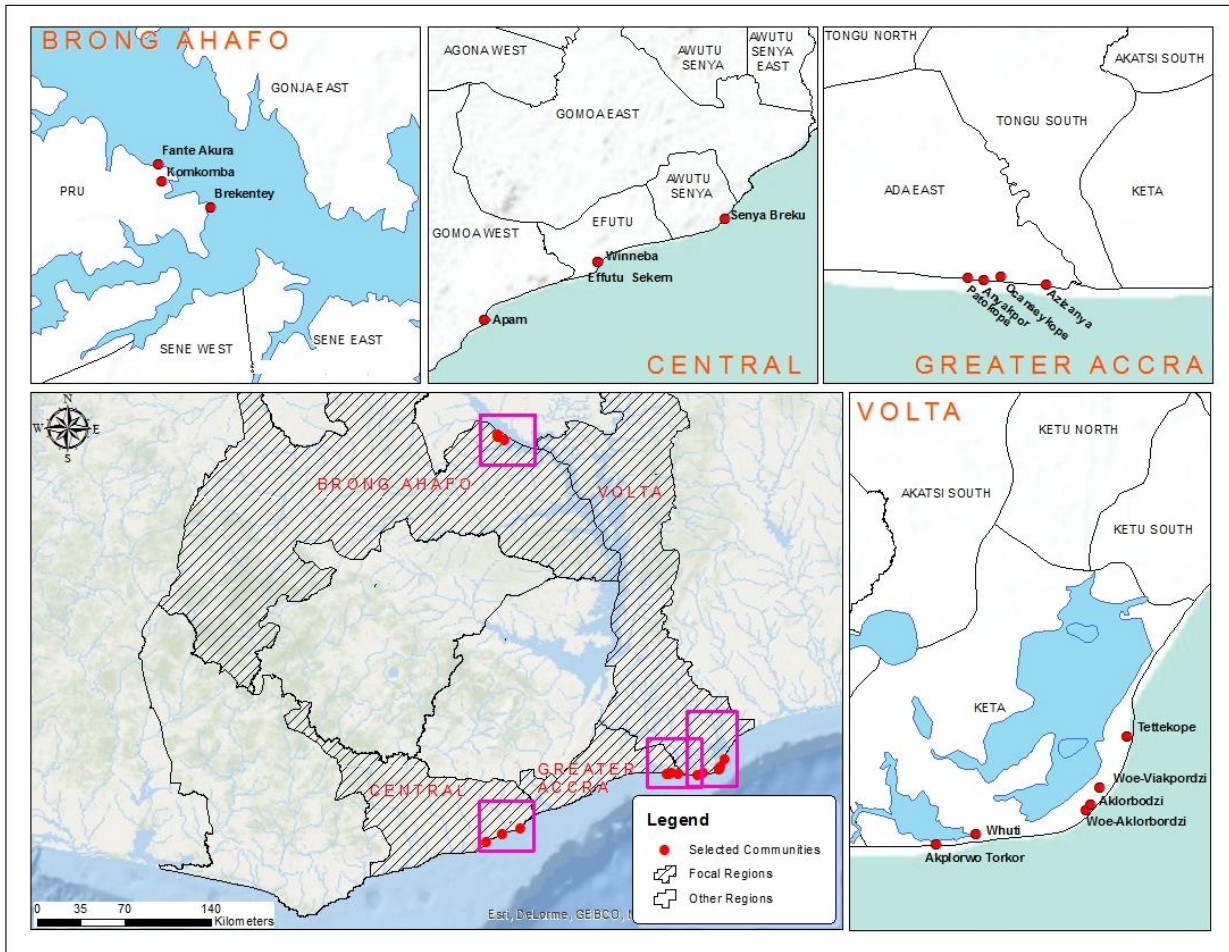 BRONG AHAFO
GONJA EAST
Fante Akura
Komkomba
PRU
Brekentey
SENE WEST
SENE EAST
AGONA WEST
AWUTU
SENYA
AWUTU
SENYA
EAST
GOMOA EAST
AWUTU
SENYA
EFUTU
Senya Breku
GOMOA WEST
Winneba
Effutu Sekem
Apam
CENTRAL
TONGU NORTH
AKATSI SOUTH
TONGU SOUTH
ADA EAST
KETA
Patokope
Anyakpor
Ocanseykope
Azizanya
GREATER ACCRA
N
W E
S
BRONG AHAFO
VOLTA
GREATER
ACCRA
CENTRAL
Legend
Selected Communities
Focal Regions
Other Regions
0 35 70 140
Kilometers
Esri, DeLorme, GEBCO,
VOLTA
KETU NORTH
AKATSI SOUTH
KETU SOUTH
KETA
Tettekope
Woe-Viakpordzi
Aklorbodzi
Woe-Aklorbordzi
Whuti
Akplorwo Torkor